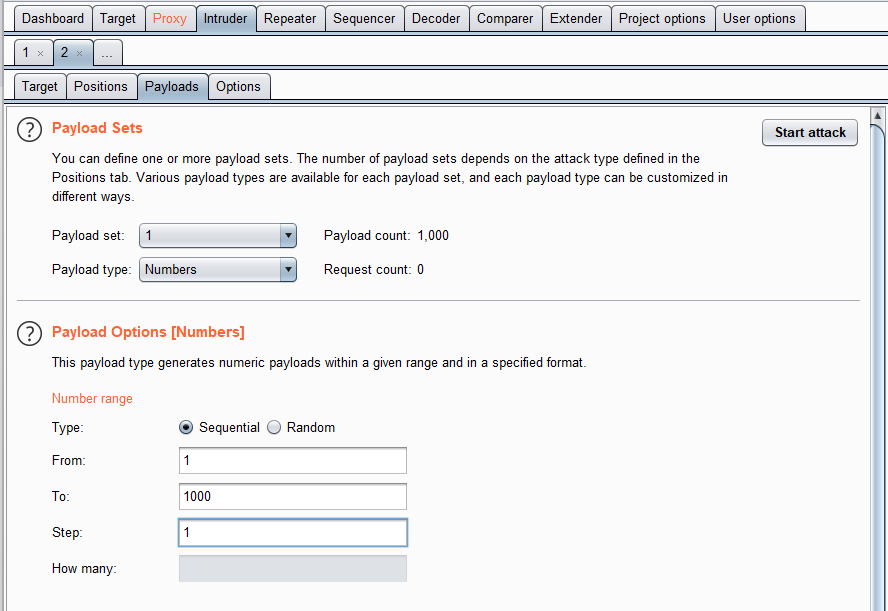 Dashboard Target Proxy Intruder Repeater Sequencer Decoder Comparer Extender Project options User options
1 × 2 × ...
Target Positions Payloads Options
? Payload Sets Start attack
You can define one or more payload sets. The number of payload sets depends on the attack type defined in the
Positions tab. Various payload types are available for each payload set, and each payload type can be customized in
different ways.
Payload set: 1 Payload count: 1,000
Payload type: Numbers Request count: 0
? Payload Options [Numbers]
This payload type generates numeric payloads within a given range and in a specified format.
Number range
Type: Sequential Random
From: 1
To: 1000
Step: 1
How many: